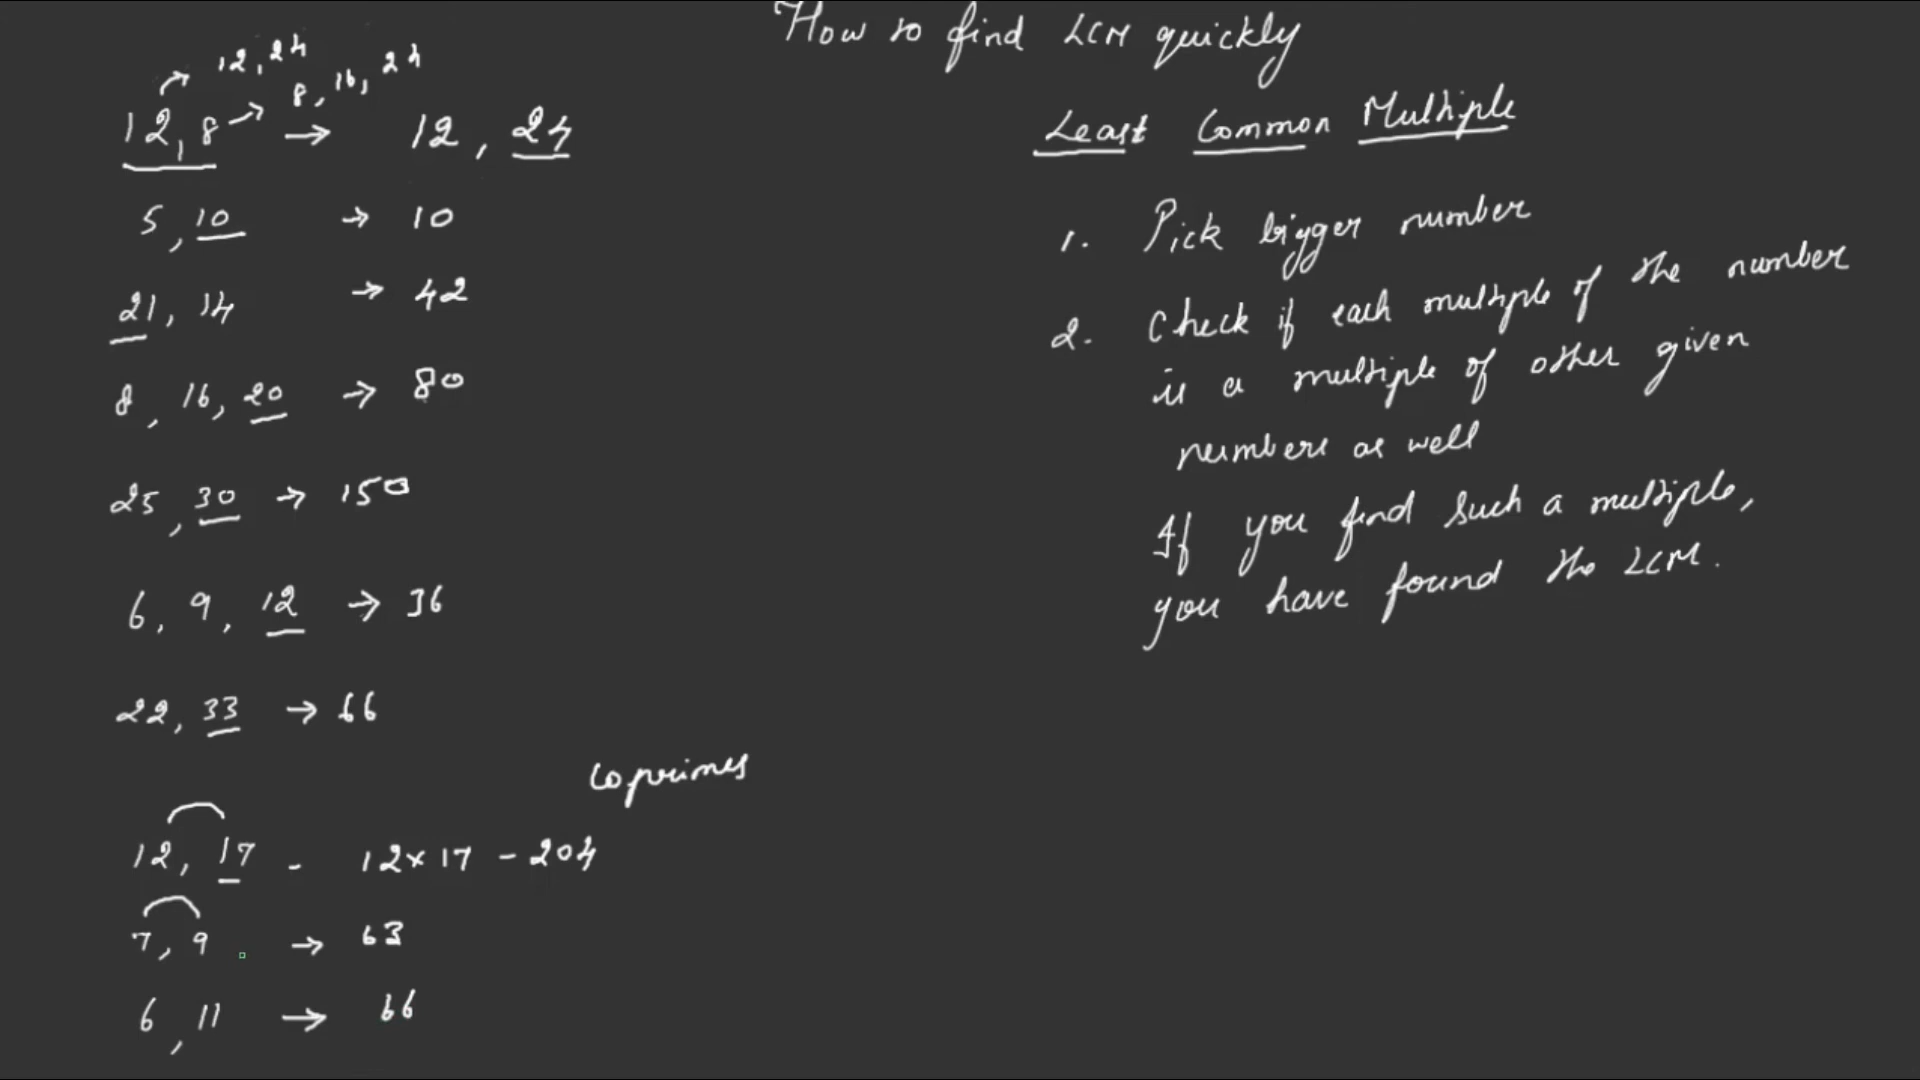 How to find LCM quickly
12, 24
8, 16, 24
12, 8 → → 12, 24
5, 10 → 10
21, 14 → 42
8, 16, 20 → 80
25, 30 → 150
6, 9, 12 → 36
22, 33 → 66
coprimes
12, 17 - 12 x 17 - 204
7, 9 → 63
6, 11 → 66
Least Common Multiple
1. Pick bigger number
2. Check if each multiple of the number
is a multiple of other given
numbers as well
If you find such a multiple,
you have found the LCM.